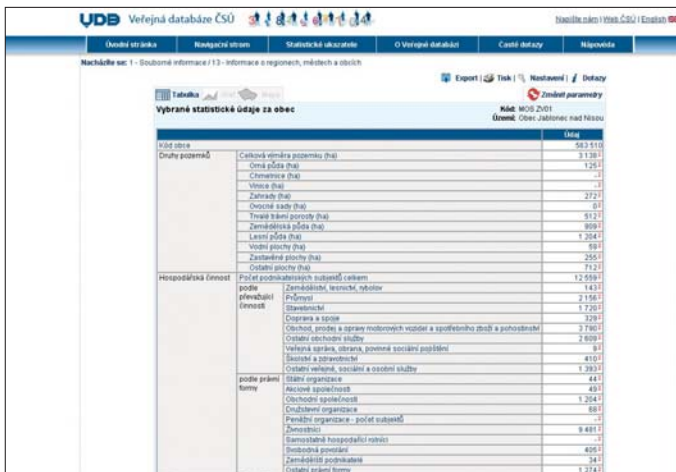 VDB Veřejná databáze ČSÚ
Napište nám | Web ČSÚ | English
Úvodní stránka Navigační strom Statistické ukazatele O Veřejné databázi Časté dotazy Nápověda
Nacházíte se: 1 - Souborné informace / 13 - Informace o regionech, městech a obcích
Export | Tisk | Nastavení | Dotazy
Tabulka Graf Mapa Změnit parametry
Vybrané statistické údaje za obec Kód: MOS ZV01
Území: Obec Jablonec nad Nisou
Údaj
Kód obce 563 510
Druhy pozemků Celková výměra pozemku (ha) 3 138
Orná půda (ha) 125
Chmelnice (ha) -
Vinice (ha) -
Zahrady (ha) 272
Ovocné sady (ha) 0
Trvalé trávní porosty (ha) 512
Zemědělská půda (ha) 909
Lesní půda (ha) 1 204
Vodní plochy (ha) 59
Zastavěné plochy (ha) 255
Ostatní plochy (ha) 712
Hospodářská činnost Počet podnikatelských subjektů celkem 12 559
podle převažující činnosti Zemědělství, lesnictví, rybolov 143
Průmysl 2 156
Stavebnictví 1 720
Doprava a spoje 328
Obchod, prodej a opravy motorových vozidel a spotřebního zboží a pohostinství 3 790
Ostatní obchodní služby 2 609
Veřejná správa, obrana, povinné sociální pojištění 9
Školství a zdravotnictví 410
Ostatní veřejné, sociální a osobní služby 1 393
podle právní formy Státní organizace 44
Akciové společnosti 49
Obchodní společnosti 1 204
Družstevní organizace 68
Peněžní organizace - počet subjektů -
Živnostníci 9 481
Samostatně hospodařící rolníci -
Svobodná povolání 405
Zemědělští podnikatelé 34
Ostatní právní formy 1 274